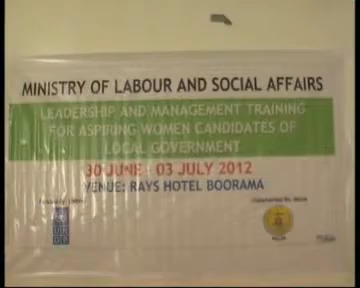 MINISTRY OF LABOUR AND SOCIAL AFFAIRS
LEADERSHIP AND MANAGEMENT TRAINING
FOR ASPIRING WOMEN CANDIDATES OF
LOCAL GOVERNMENT
30 JUNE - 03 JULY 2012
VENUE: RAYS HOTEL BOORAMA